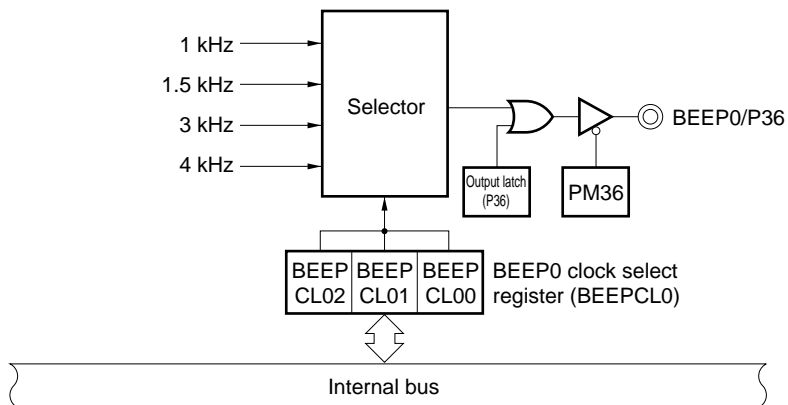 1 kHz
1.5 kHz
3 kHz
4 kHz
Selector
BEEP0/P36
Output latch
(P36)
PM36
BEEP
CL02
BEEP
CL01
BEEP
CL00
BEEP0 clock select
register (BEEPCL0)
Internal bus